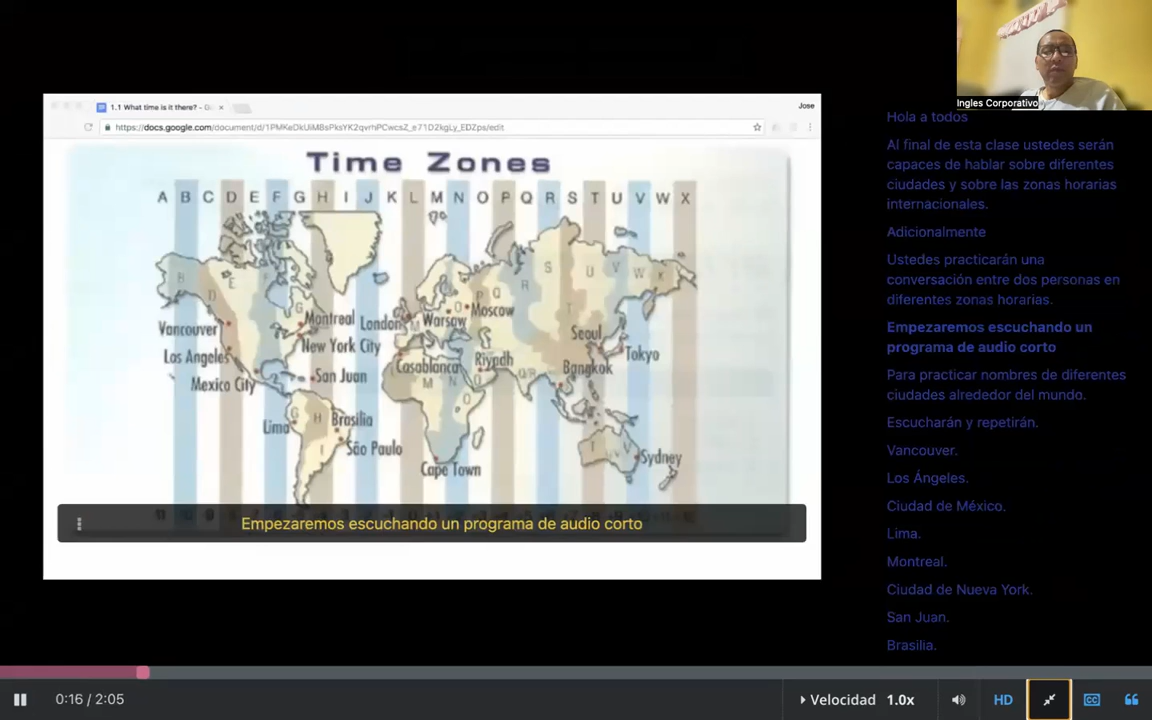 1.1 What time is it there? - G
Jose
https://docs.google.com/document/d/1PMKeDkUiMBsPksYK2qvrhPCwcsZ_e71D2kgLy_EDZps/edit
Time Zones
A B C D E F G H I J K L M N O P Q R S T U V W X
Vancouver
Los Angeles
Mexico City
Montreal
New York City
San Juan
Lima
Brasilia
São Paulo
London
Warsaw
Moscow
Casablanca
Riyadh
Cape Town
Seoul
Tokyo
Bangkok
Sydney
Empezaremos escuchando un programa de audio corto
Ingles Corporativo
Hola a todos
Al final de esta clase ustedes serán
capaces de hablar sobre diferentes
ciudades y sobre las zonas horarias
internacionales.
Adicionalmente
Ustedes practicarán una
conversación entre dos personas en
diferentes zonas horarias.
Empezaremos escuchando un
programa de audio corto
Para practicar nombres de diferentes
ciudades alrededor del mundo.
Escucharán y repetirán.
Vancouver.
Los Ángeles.
Ciudad de México.
Lima.
Montreal.
Ciudad de Nueva York.
San Juan.
Brasilia.
0:16 / 2:05
Velocidad 1.0x
HD
CC